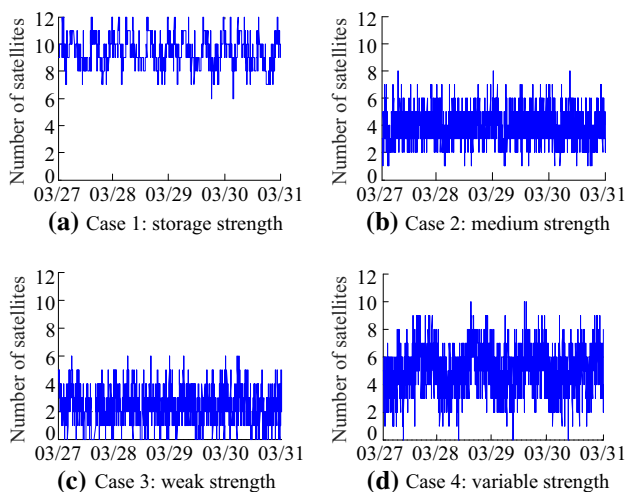 Number of satellites
12
10
8
6
4
2
0
03/27 03/28 03/29 03/30 03/31
(a) Case 1: storage strength
Number of satellites
12
10
8
6
4
2
0
03/27 03/28 03/29 03/30 03/31
(b) Case 2: medium strength
Number of satellites
12
10
8
6
4
2
0
03/27 03/28 03/29 03/30 03/31
(c) Case 3: weak strength
Number of satellites
12
10
8
6
4
2
0
03/27 03/28 03/29 03/30 03/31
(d) Case 4: variable strength